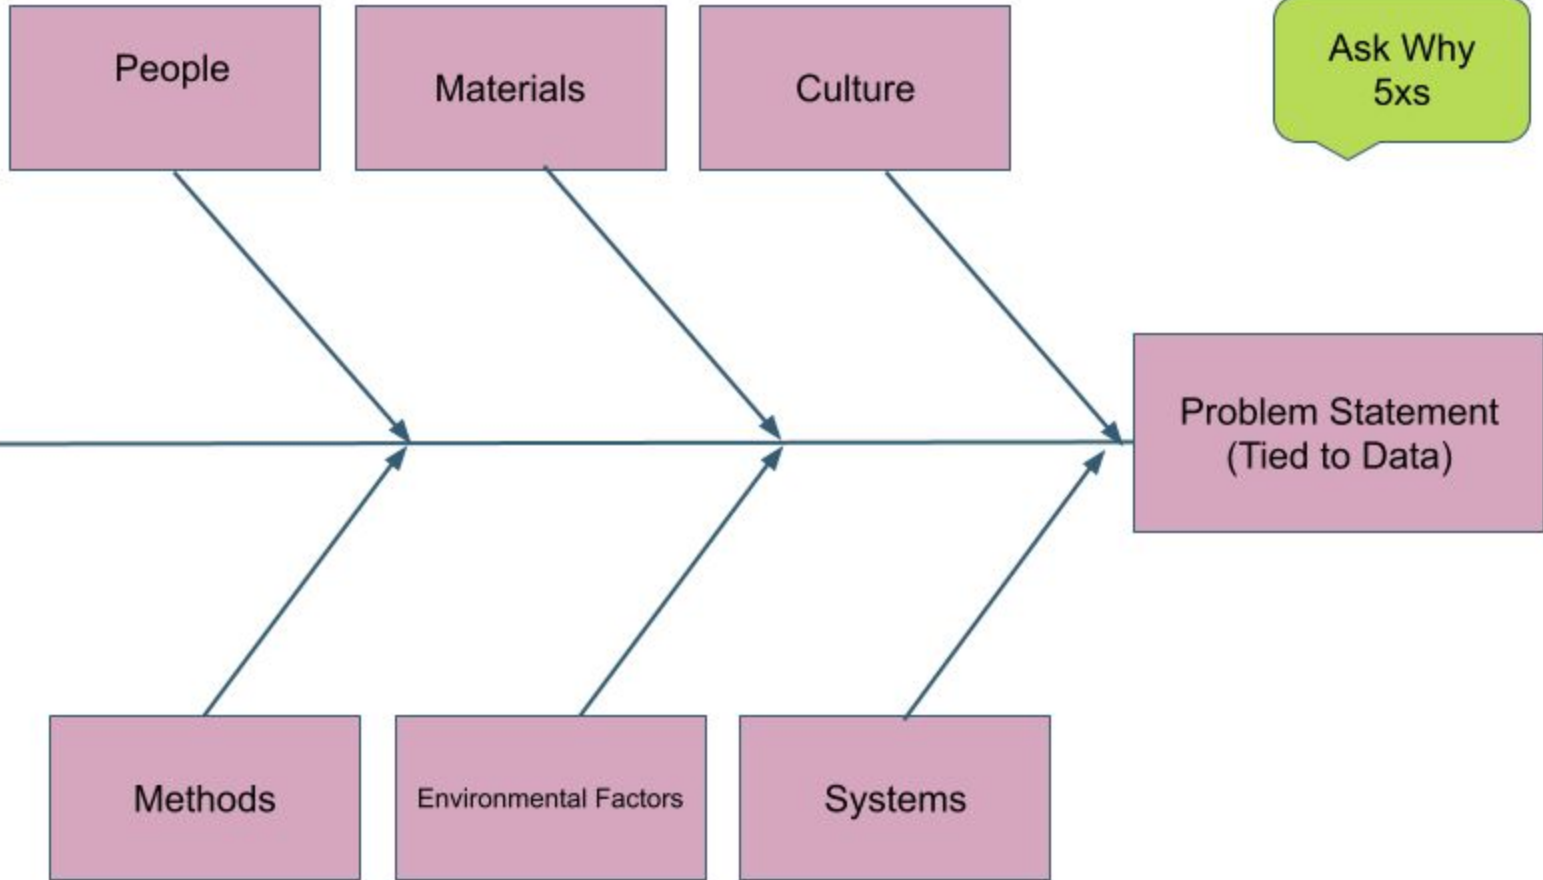 People
Materials
Culture
Ask Why
5xs
Problem Statement
(Tied to Data)
Methods
Environmental Factors
Systems